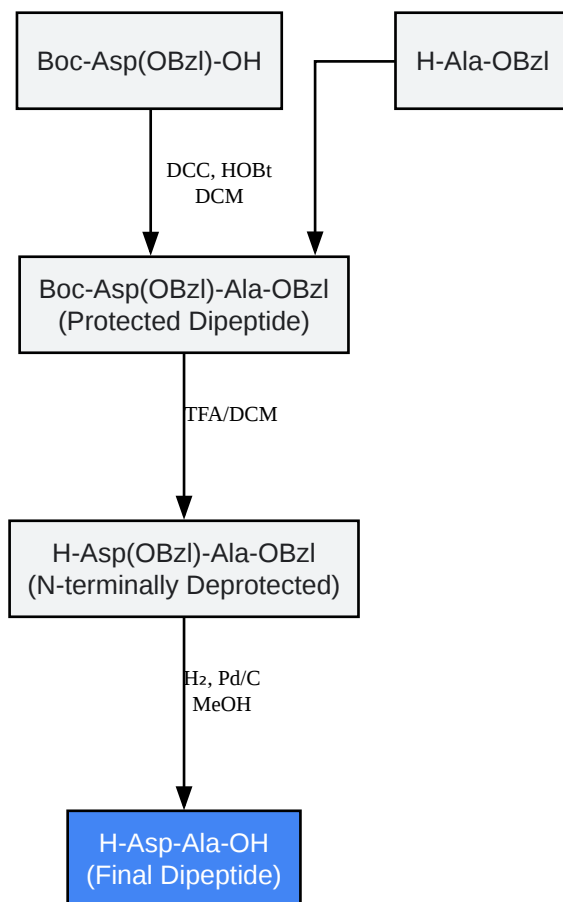 Boc-Asp(OBzl)-OH
H-Ala-OBzl
DCC, HOBt
DCM
Boc-Asp(OBzl)-Ala-OBzl
(Protected Dipeptide)
TFA/DCM
H-Asp(OBzl)-Ala-OBzl
(N-terminally Deprotected)
H₂, Pd/C
MeOH
H-Asp-Ala-OH
(Final Dipeptide)